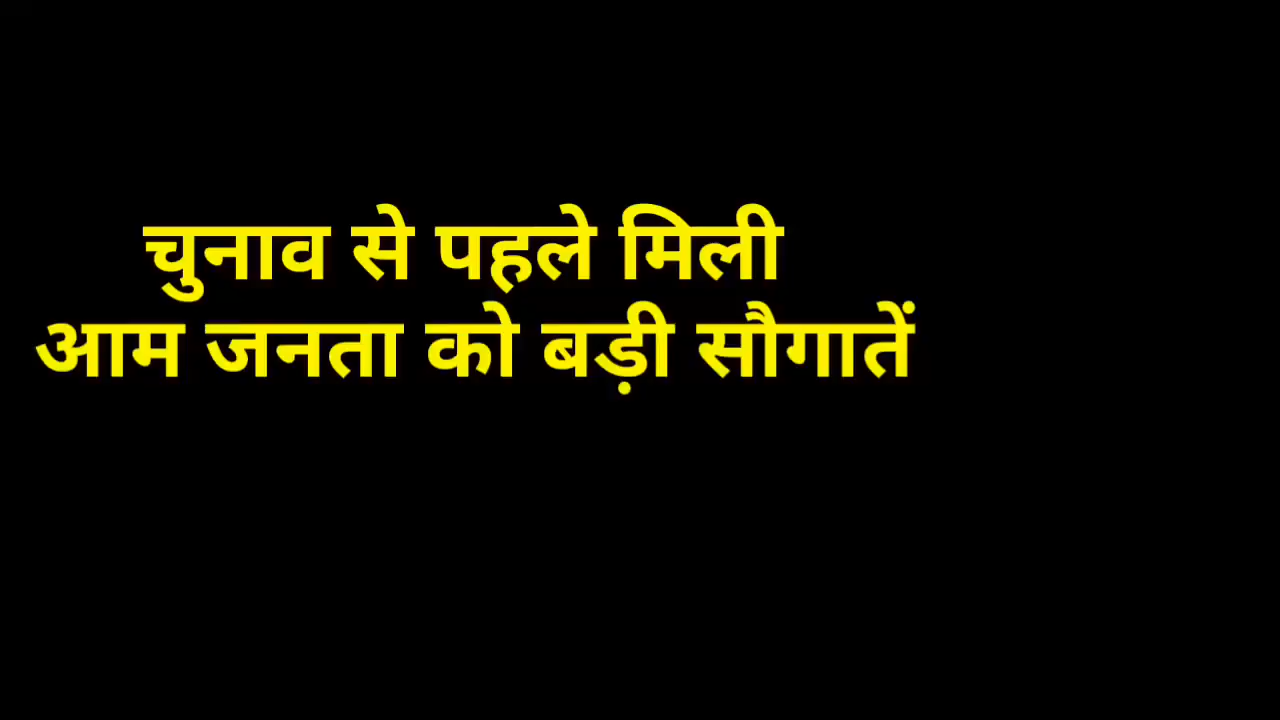 चुनाव से पहले मिली
आम जनता को बड़ी सौगातें